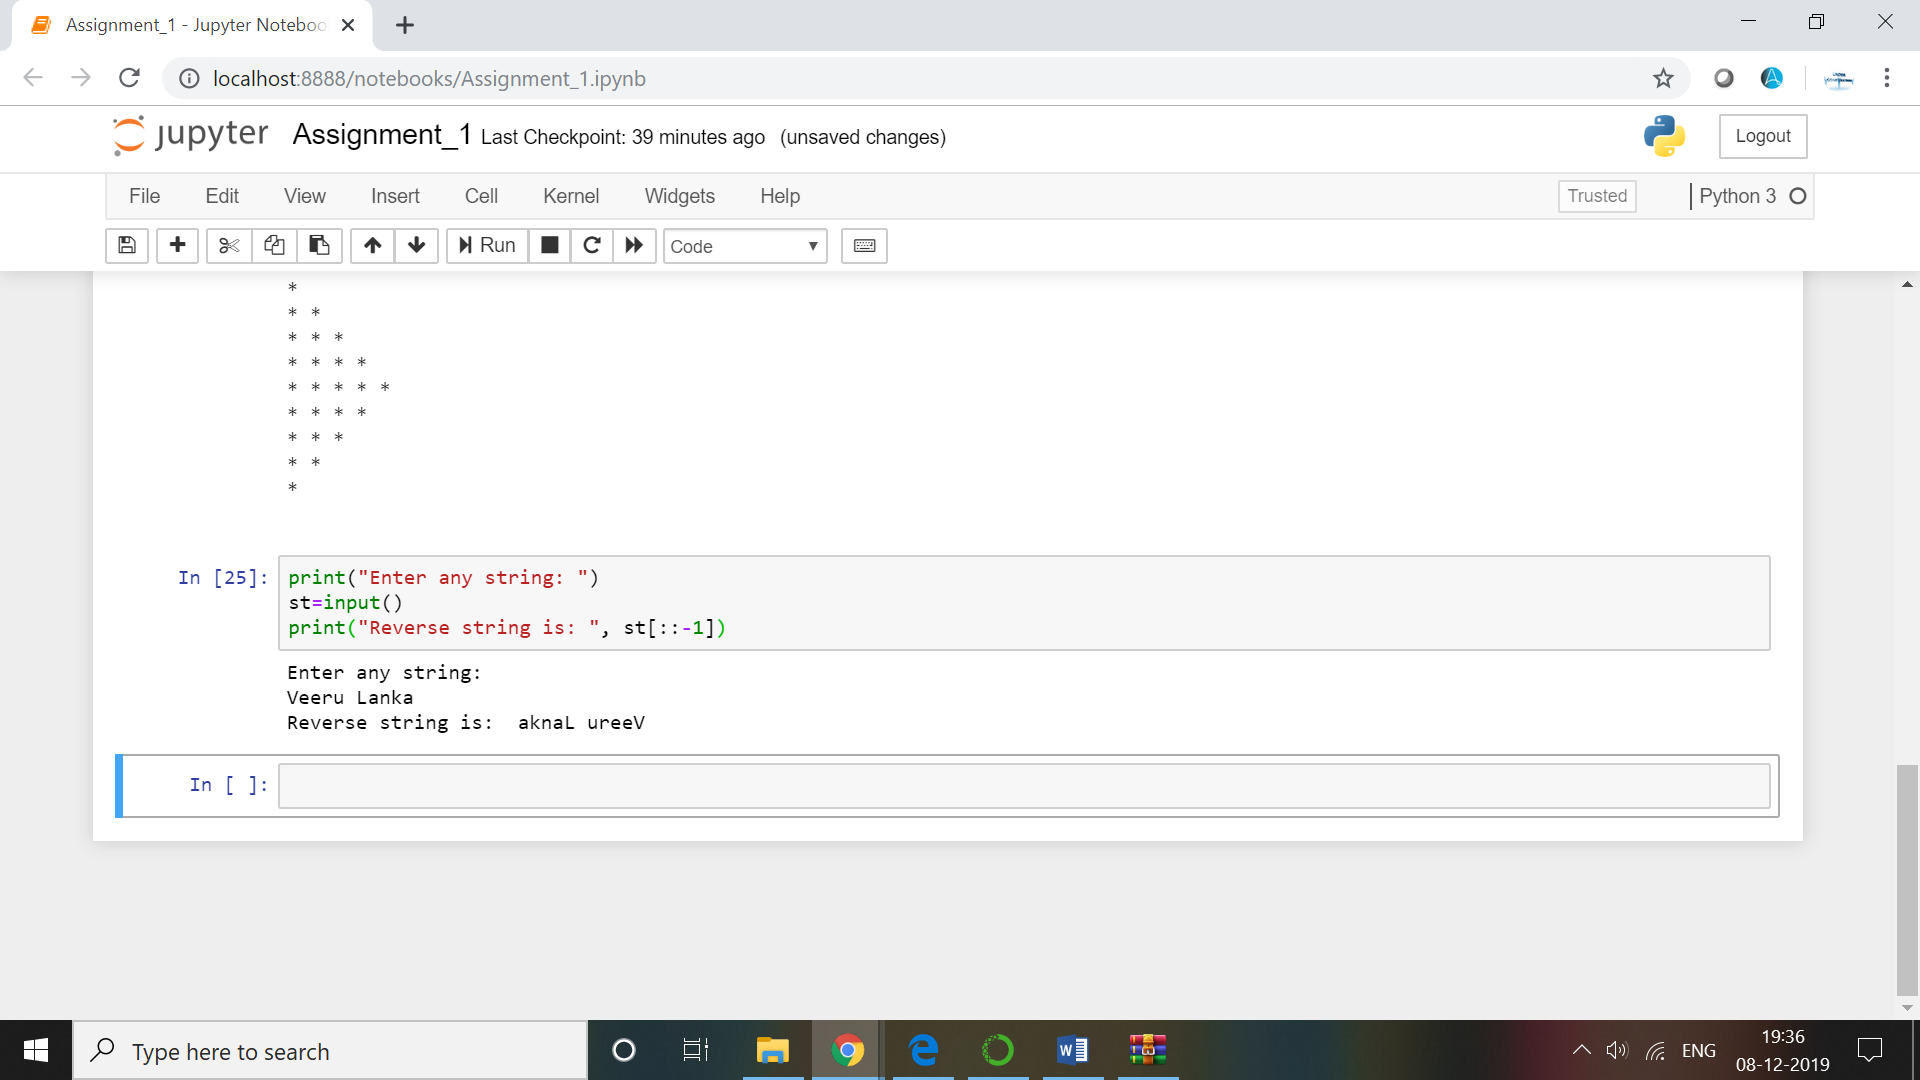 Assignment_1 - Jupyter Noteboo
localhost:8888/notebooks/Assignment_1.ipynb
jupyter Assignment_1 Last Checkpoint: 39 minutes ago (unsaved changes) Logout
File Edit View Insert Cell Kernel Widgets Help Trusted Python 3
Run Code
*
* *
* * *
* * * *
* * * * *
* * * *
* * *
* *
*
In [25]: print("Enter any string: ")
st=input()
print("Reverse string is: ", st[::-1])
Enter any string:
Veeru Lanka
Reverse string is:  aknaL ureeV
In [ ]:
Type here to search
ENG
19:36
08-12-2019